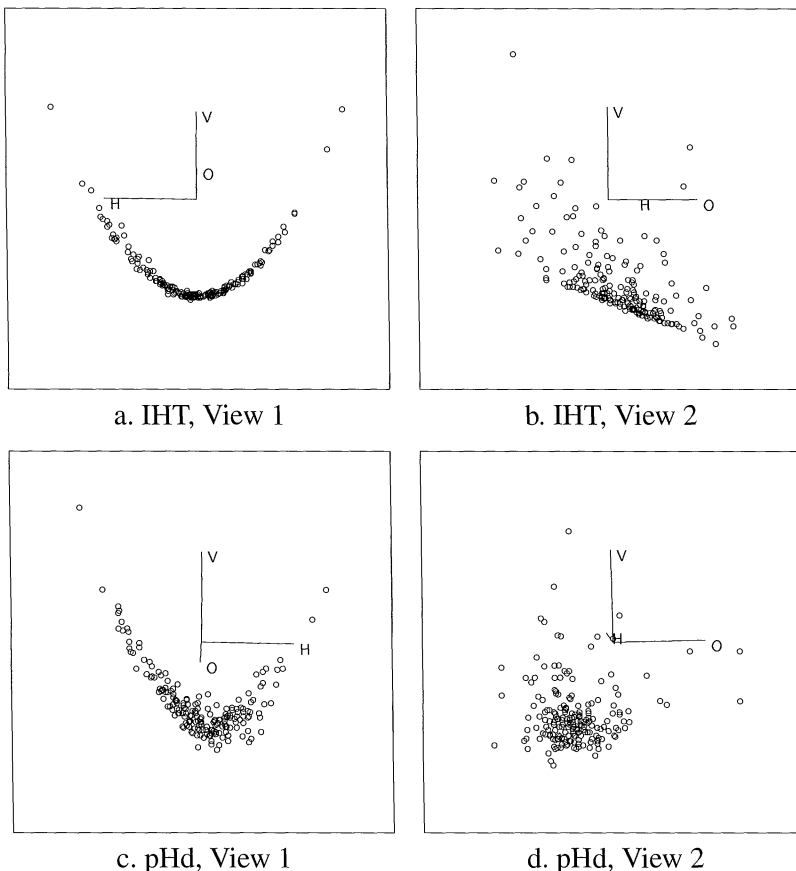 V
O
H
V
H O
a. IHT, View 1 b. IHT, View 2
V
H
O
V
H O
c. pHd, View 1 d. pHd, View 2